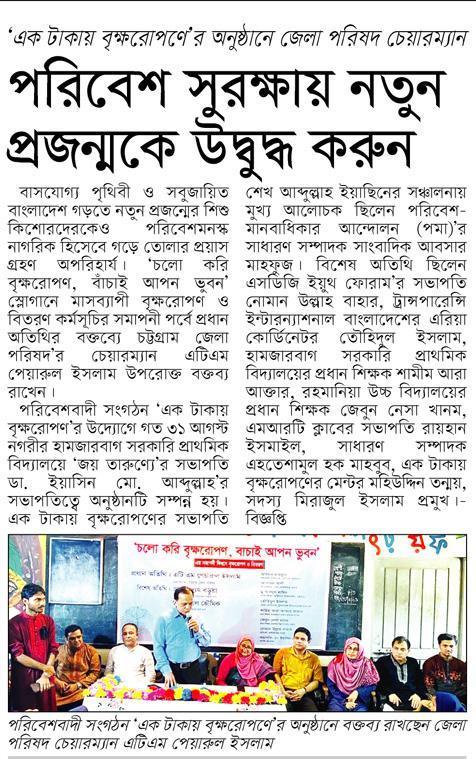 'এক টাকায় বৃক্ষরোপণে'র অনুষ্ঠানে জেলা পরিষদ চেয়ারম্যান
পরিবেশ সুরক্ষায় নতুন
প্রজন্মকে উদ্বুদ্ধ করুন
বাসযোগ্য পৃথিবী ও সবুজায়িত
বাংলাদেশ গড়তে নতুন প্রজন্মের শিশু
কিশোরদেরকেও পরিবেশমনস্ক
নাগরিক হিসেবে গড়ে তোলার প্রয়াস
গ্রহণ অপরিহার্য। 'চলো করি
বৃক্ষরোপণ, বাঁচাই আপন ভুবন'
স্লোগানে মাসব্যাপী বৃক্ষরোপণ ও
বিতরণ কর্মসূচির সমাপনী পর্বে প্রধান
অতিথির বক্তব্যে চট্টগ্রাম জেলা
পরিষদ'র চেয়ারম্যান এটিএম
পেয়ারুল ইসলাম উপরোক্ত বক্তব্য
রাখেন।
পরিবেশবাদী সংগঠন 'এক টাকায়
বৃক্ষরোপণ'র উদ্যোগে গত ৩১ আগস্ট
নগরীর হামজারবাগ সরকারি প্রাথমিক
বিদ্যালয়ে 'জয় তারুণ্যে'র সভাপতি
ডা. ইয়াসিন মো. আব্দুল্লাহ'র
সভাপতিত্বে অনুষ্ঠানটি সম্পন্ন হয়।
এক টাকায় বৃক্ষরোপণের সভাপতি
শেখ আব্দুল্লাহ ইয়াছিনের সঞ্চালনায়
মুখ্য আলোচক ছিলেন পরিবেশ-
মানবাধিকার আন্দোলন (পমা)'র
সাধারণ সম্পাদক সাংবাদিক আবসার
মাহফুজ। বিশেষ অতিথি ছিলেন
এসডিজি ইয়ুথ ফোরাম'র সভাপতি
নোমান উল্লাহ বাহার, ট্রান্সপারেন্সি
ইন্টারন্যাশনাল বাংলাদেশের এরিয়া
কোর্ডিনেটর তৌহিদুল ইসলাম,
হামজারবাগ সরকারি প্রাথমিক
বিদ্যালয়ের প্রধান শিক্ষক শামীম আরা
আক্তার, রহমানিয়া উচ্চ বিদ্যালয়ের
প্রধান শিক্ষক জেবুন নেসা খানম,
এমআরটি ক্লাবের সভাপতি রায়হান
ইসমাইল, সাধারণ সম্পাদক
এহতেশামুল হক মাহবুব, এক টাকায়
বৃক্ষরোপণের মেন্টর মহিউদ্দিন তন্ময়,
সদস্য মিরাজুল ইসলাম প্রমুখ।-
বিজ্ঞপ্তি
"চলো করি বৃক্ষরোপণ, বাচাই আপন ভুবন"
প্রধান অতিথি : এ টি এম পেয়ারুল ইসলাম
বিশেষ অতিথি :
পরিবেশবাদী সংগঠন 'এক টাকায় বৃক্ষরোপণে'র অনুষ্ঠানে বক্তব্য রাখছেন জেলা
পরিষদ চেয়ারম্যান এটিএম পেয়ারুল ইসলাম